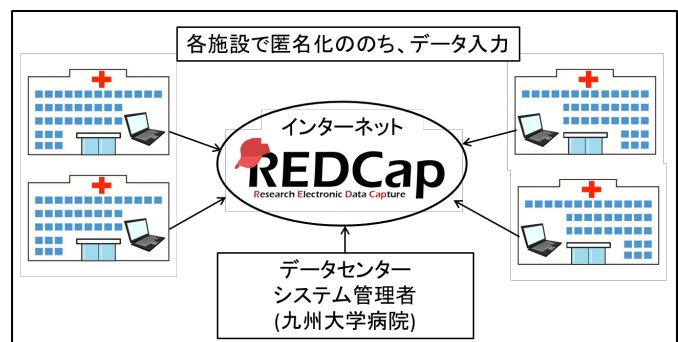 各施設で匿名化ののち、データ入力
インターネット
REDCap
Research Electronic Data Capture
データセンター
システム管理者
(九州大学病院)